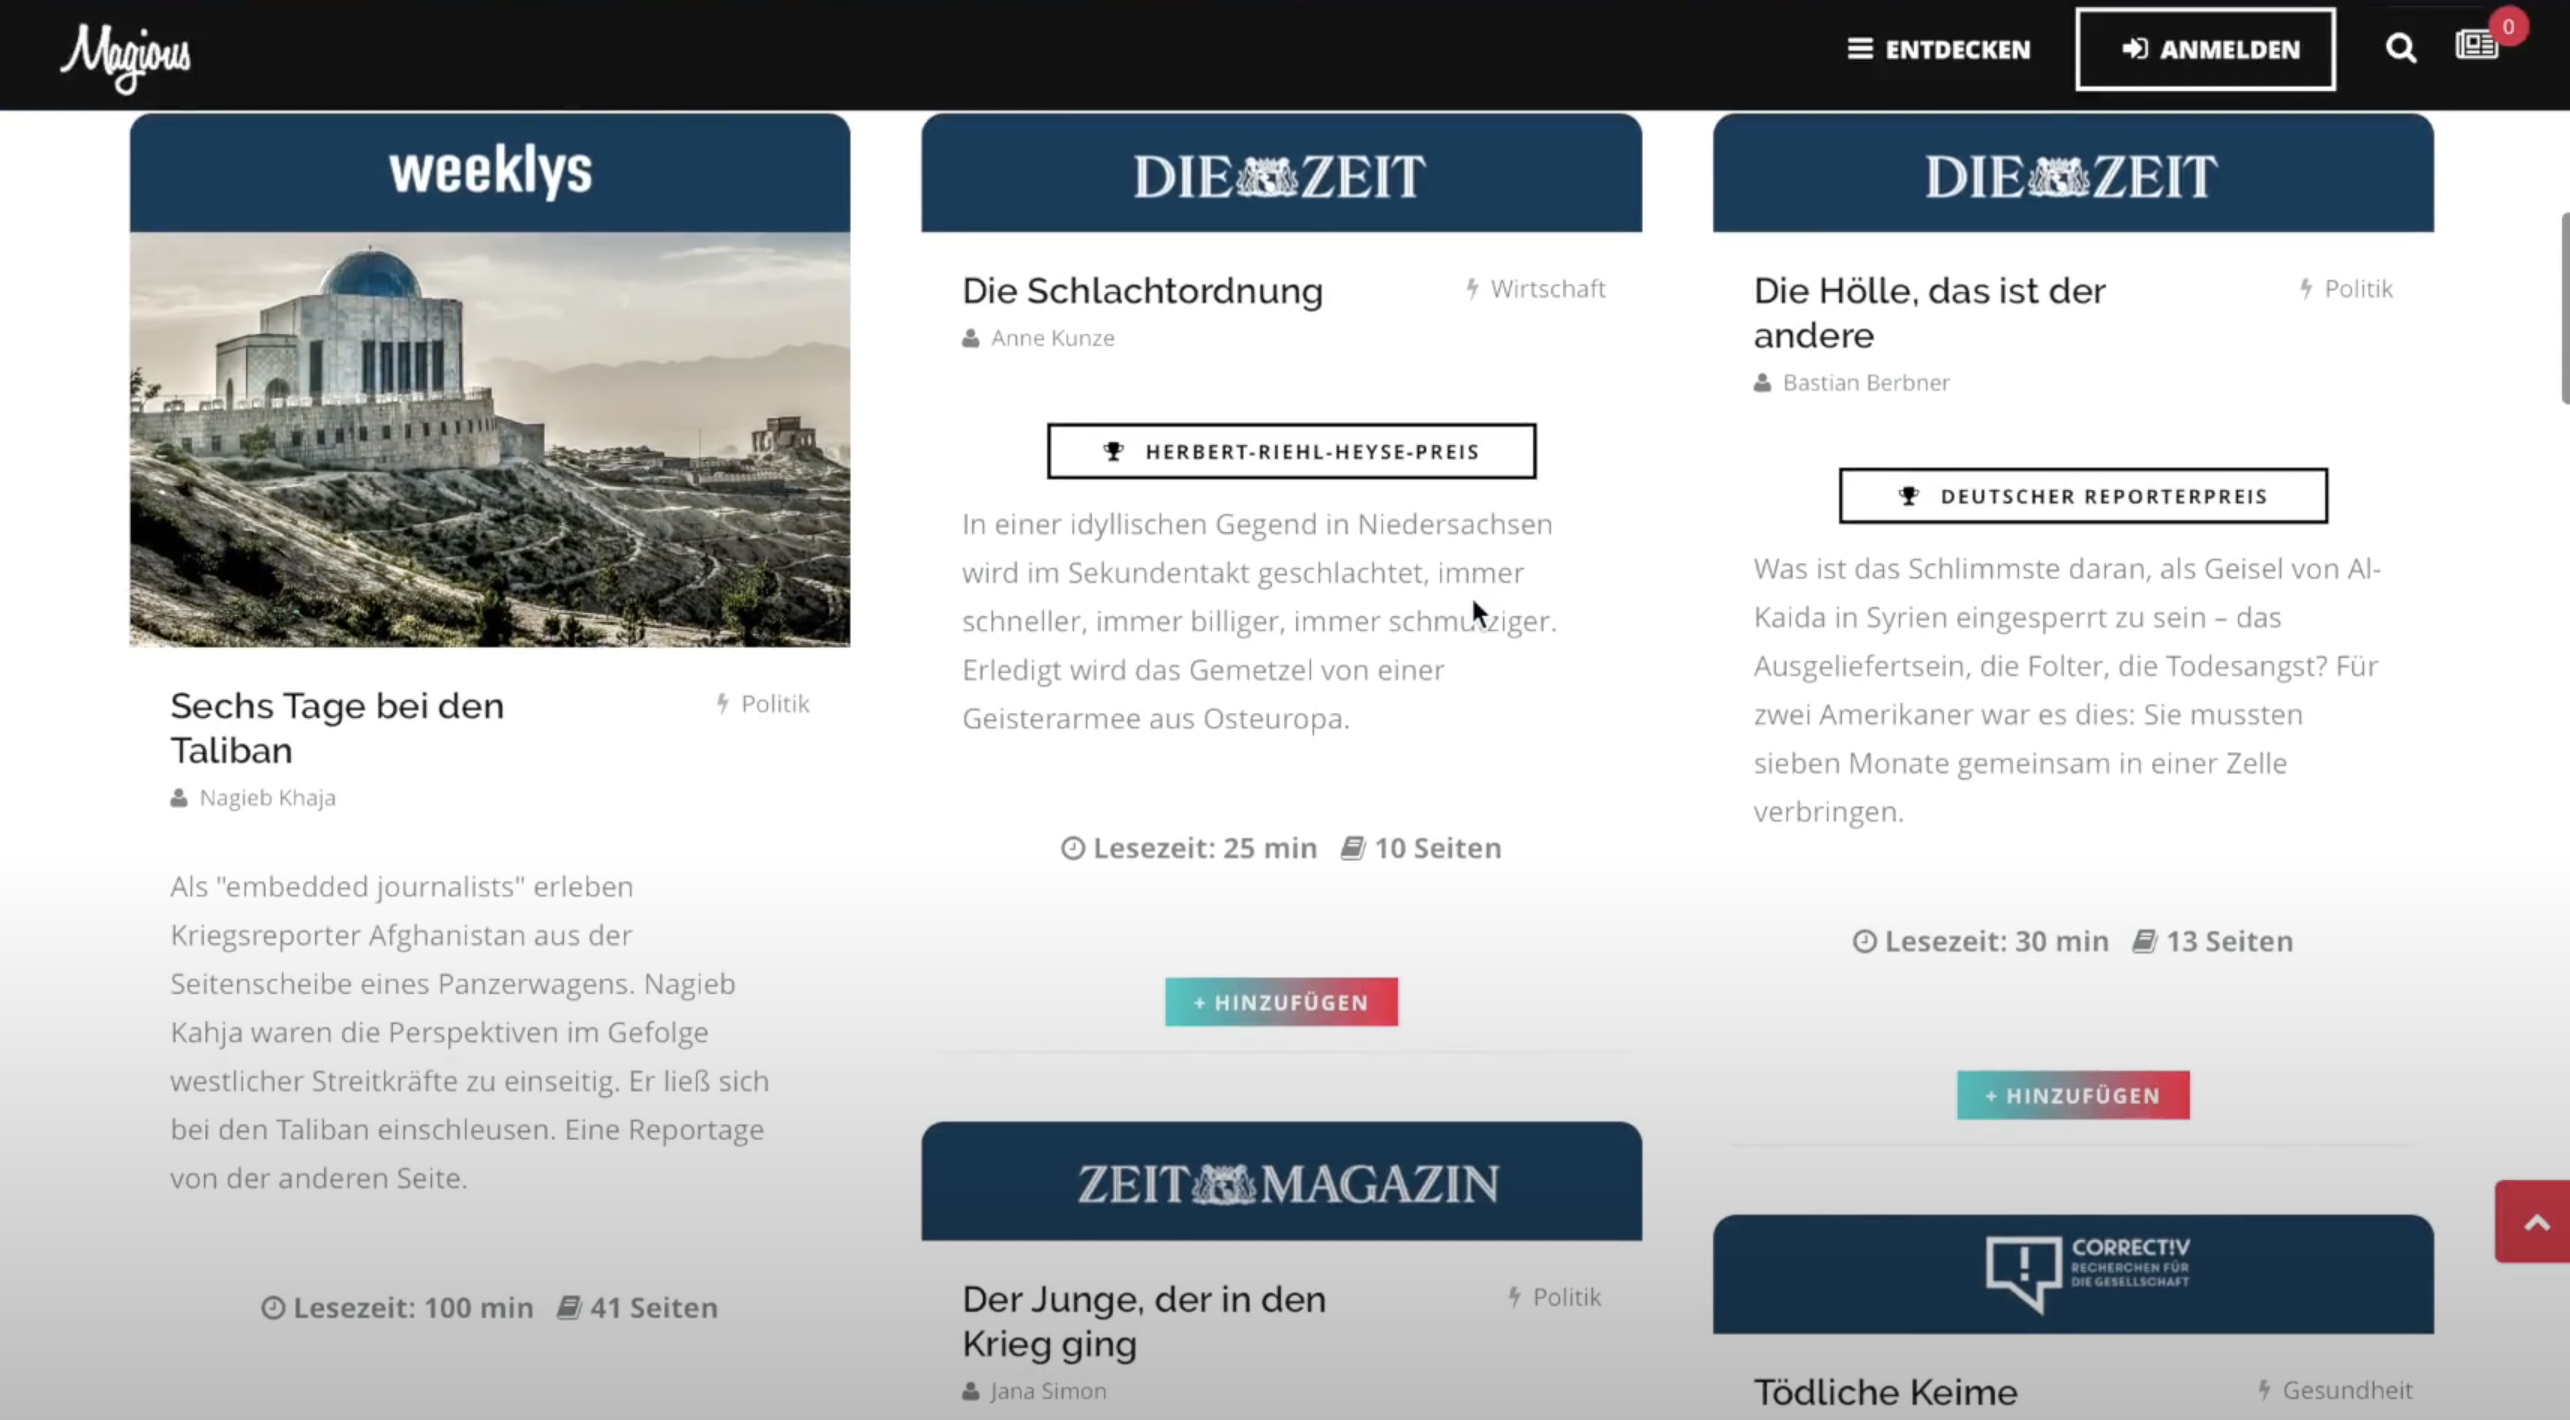 Magious
ENTDECKEN
ANMELDEN
0
weeklys
Sechs Tage bei den
Taliban
Politik
Nagieb Khaja
Als "embedded journalists" erleben
Kriegsreporter Afghanistan aus der
Seitenscheibe eines Panzerwagens. Nagieb
Kahja waren die Perspektiven im Gefolge
westlicher Streitkräfte zu einseitig. Er ließ sich
bei den Taliban einschleusen. Eine Reportage
von der anderen Seite.
Lesezeit: 100 min 41 Seiten
DIE ZEIT
Die Schlachtordnung
Wirtschaft
Anne Kunze
HERBERT-RIEHL-HEYSE-PREIS
In einer idyllischen Gegend in Niedersachsen
wird im Sekundentakt geschlachtet, immer
schneller, immer billiger, immer schmutziger.
Erledigt wird das Gemetzel von einer
Geisterarmee aus Osteuropa.
Lesezeit: 25 min 10 Seiten
+ HINZUFÜGEN
ZEIT MAGAZIN
Der Junge, der in den
Krieg ging
Politik
Jana Simon
DIE ZEIT
Die Hölle, das ist der
andere
Politik
Bastian Berbner
DEUTSCHER REPORTERPREIS
Was ist das Schlimmste daran, als Geisel von Al-
Kaida in Syrien eingesperrt zu sein – das
Ausgeliefertsein, die Folter, die Todesangst? Für
zwei Amerikaner war es dies: Sie mussten
sieben Monate gemeinsam in einer Zelle
verbringen.
Lesezeit: 30 min 13 Seiten
+ HINZUFÜGEN
CORRECT!V
RECHERCHEN FÜR
DIE GESELLSCHAFT
Tödliche Keime
Gesundheit